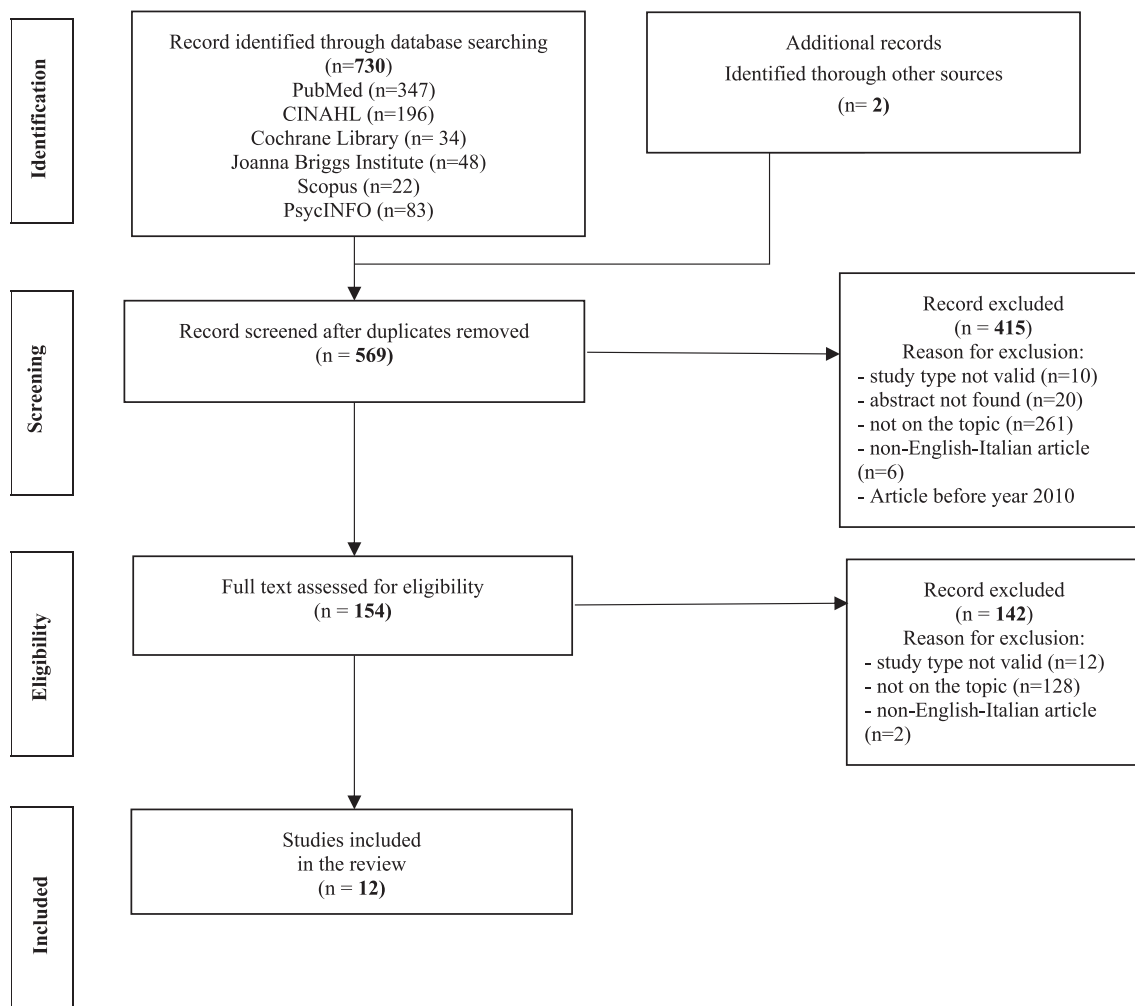 Identification
Record identified through database searching
(n=730)
PubMed (n=347)
CINAHL (n=196)
Cochrane Library (n= 34)
Joanna Briggs Institute (n=48)
Scopus (n=22)
PsycINFO (n=83)
Additional records
Identified thorough other sources
(n= 2)
Screening
Record screened after duplicates removed
(n = 569)
Record excluded
(n = 415)
Reason for exclusion:
- study type not valid (n=10)
- abstract not found (n=20)
- not on the topic (n=261)
- non-English-Italian article
(n=6)
- Article before year 2010
Eligibility
Full text assessed for eligibility
(n = 154)
Record excluded
(n = 142)
Reason for exclusion:
- study type not valid (n=12)
- not on the topic (n=128)
- non-English-Italian article
(n=2)
Included
Studies included
in the review
(n = 12)